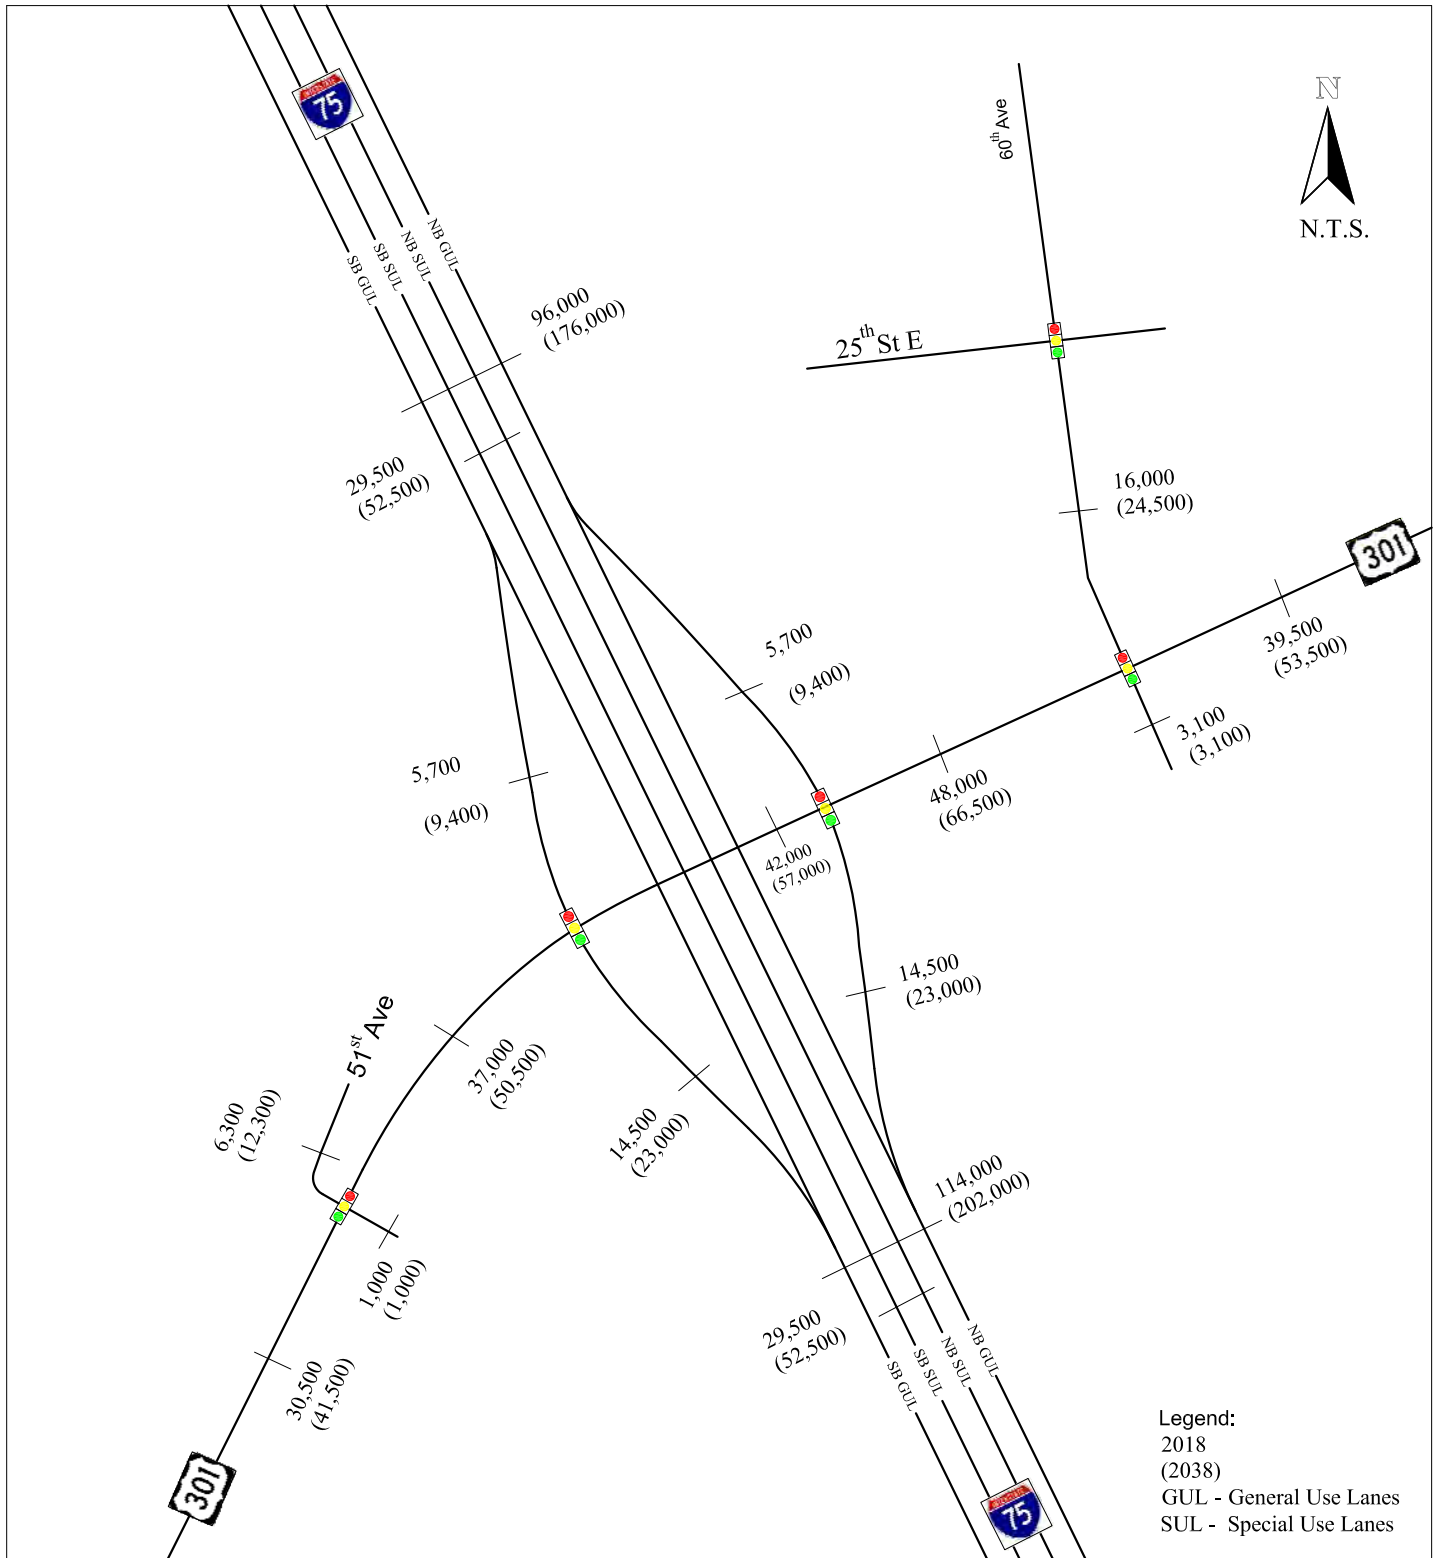 INTERSTATE
75
60th Ave
N
N.T.S.
SB GUL
SB SUL
NB SUL
NB GUL
96,000
(176,000)
25th St E
29,500
(52,500)
16,000
(24,500)
301
39,500
(53,500)
5,700
(9,400)
3,100
(3,100)
5,700
(9,400)
48,000
(66,500)
42,000
(57,000)
14,500
(23,000)
51st Ave
37,000
(50,500)
6,300
(12,300)
14,500
(23,000)
114,000
(202,000)
1,000
(1,000)
29,500
(52,500)
SB GUL
SB SUL
NB SUL
NB GUL
30,500
(41,500)
301
INTERSTATE
75
Legend:
2018
(2038)
GUL - General Use Lanes
SUL - Special Use Lanes